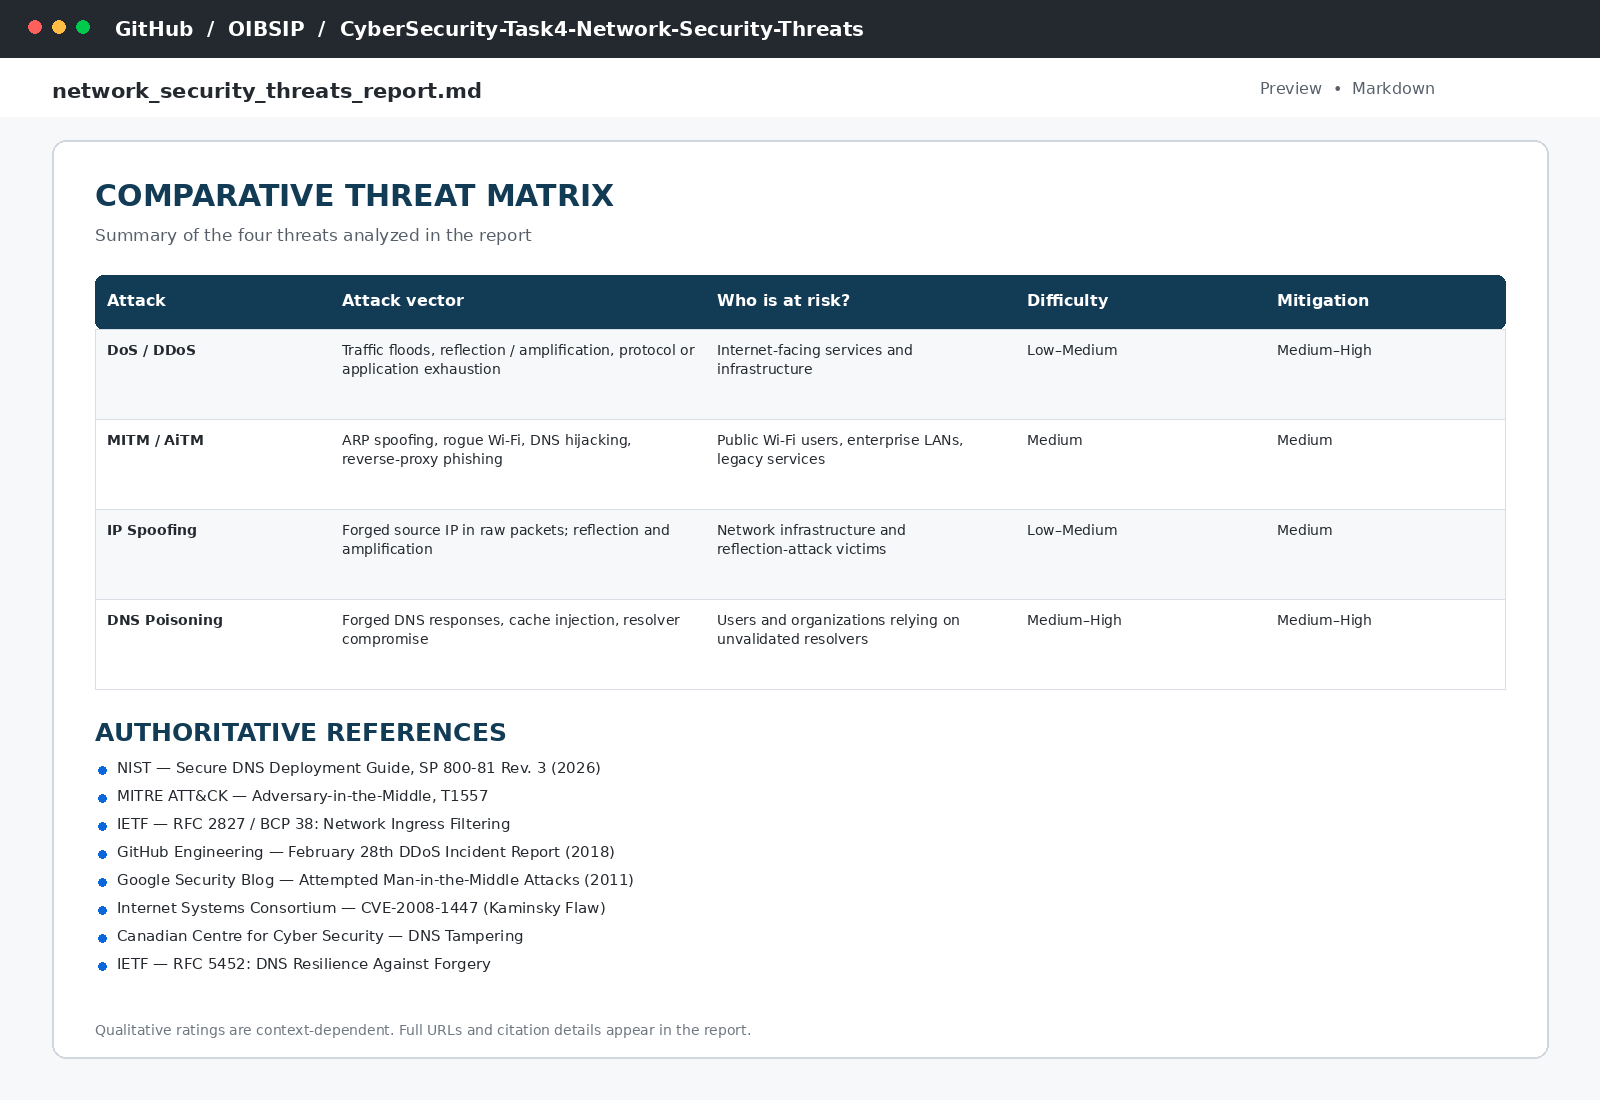 GitHub / OIBSIP / CyberSecurity-Task4-Network-Security-Threats
network_security_threats_report.md
Preview • Markdown
COMPARATIVE THREAT MATRIX
Summary of the four threats analyzed in the report
Attack Attack vector Who is at risk? Difficulty Mitigation
DoS / DDoS Traffic floods, reflection / amplification, protocol or Internet-facing services and Low–Medium Medium–High
application exhaustion infrastructure
MITM / AiTM ARP spoofing, rogue Wi-Fi, DNS hijacking, Public Wi-Fi users, enterprise LANs, Medium Medium
reverse-proxy phishing legacy services
IP Spoofing Forged source IP in raw packets; reflection and Network infrastructure and Low–Medium Medium
amplification reflection-attack victims
DNS Poisoning Forged DNS responses, cache injection, resolver Users and organizations relying on Medium–High Medium–High
compromise unvalidated resolvers
AUTHORITATIVE REFERENCES
NIST — Secure DNS Deployment Guide, SP 800-81 Rev. 3 (2026)
MITRE ATT&CK — Adversary-in-the-Middle, T1557
IETF — RFC 2827 / BCP 38: Network Ingress Filtering
GitHub Engineering — February 28th DDoS Incident Report (2018)
Google Security Blog — Attempted Man-in-the-Middle Attacks (2011)
Internet Systems Consortium — CVE-2008-1447 (Kaminsky Flaw)
Canadian Centre for Cyber Security — DNS Tampering
IETF — RFC 5452: DNS Resilience Against Forgery
Qualitative ratings are context-dependent. Full URLs and citation details appear in the report.